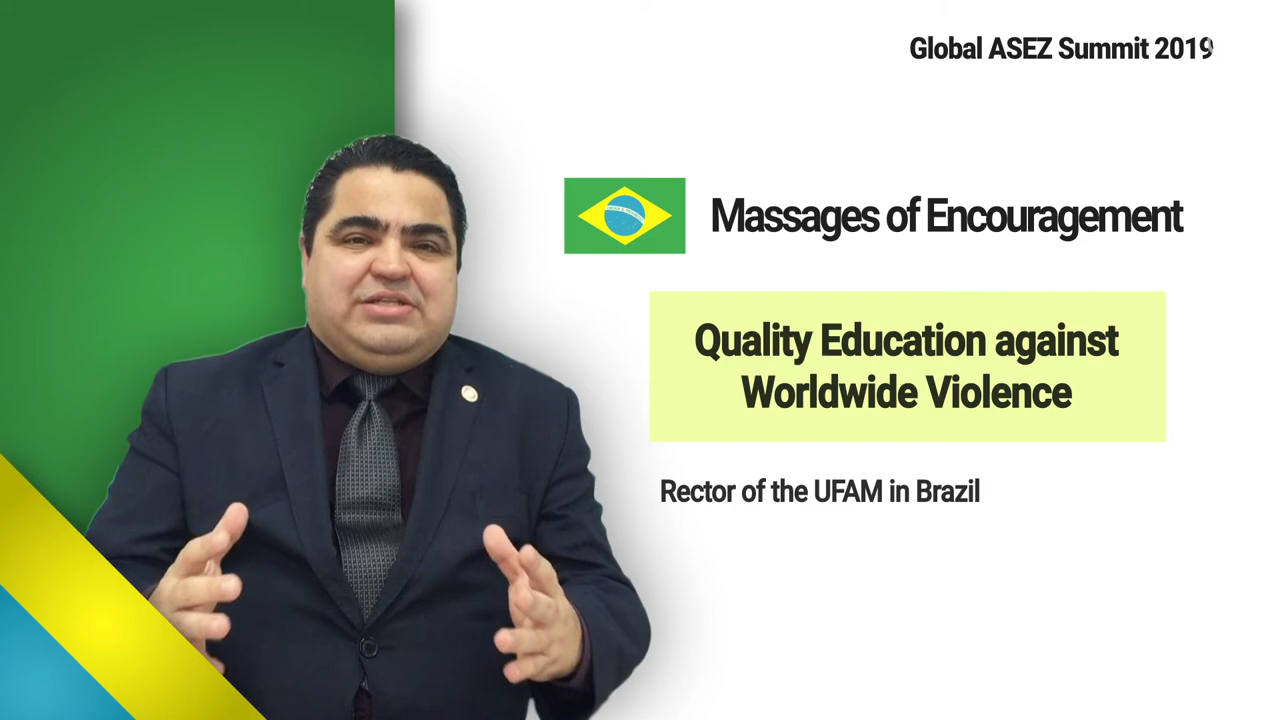 Global ASEZ Summit 2019
Massages of Encouragement
Quality Education against
Worldwide Violence
Rector of the UFAM in Brazil